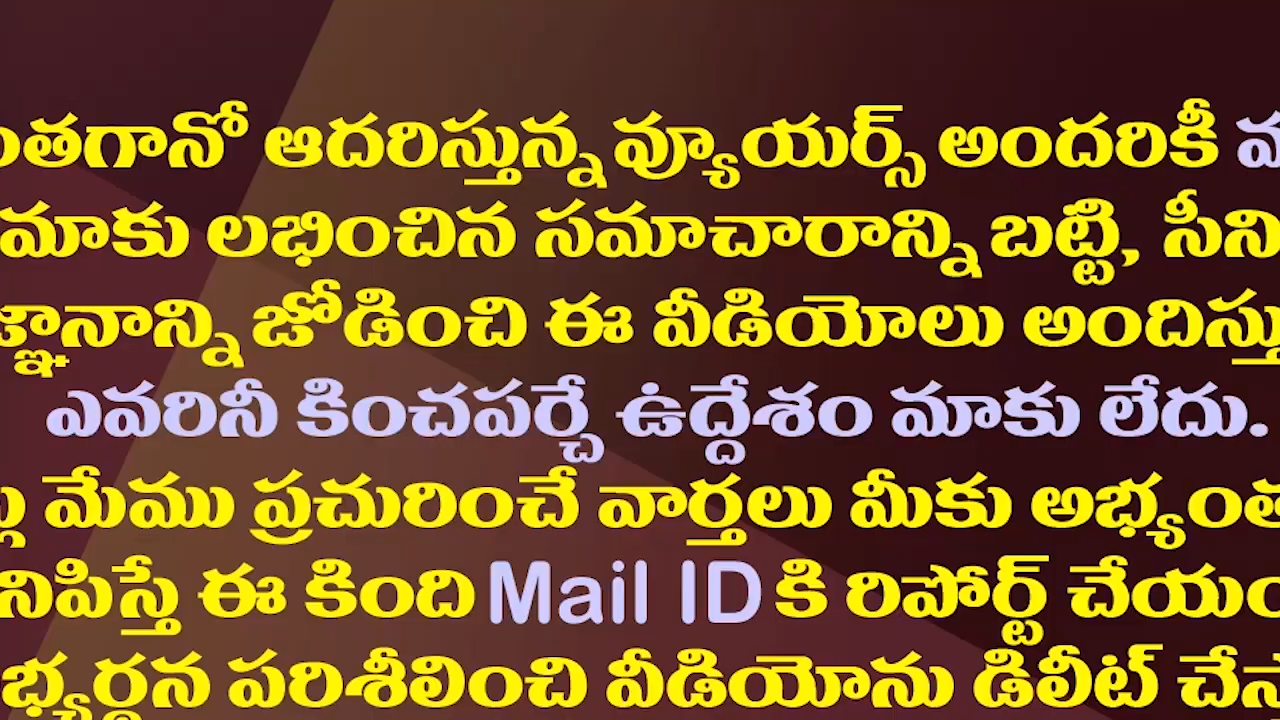 ంతగానో ఆదరిస్తున్న వ్యూయర్స్ అందరికీ
మాకు లభించిన సమాచారాన్ని బట్టి, సీని
జ్ఞానాన్ని జోడించి ఈ వీడియోలు అందిస్తు
ఎవరినీ కించపర్చే ఉద్దేశం మాకు లేదు.
మేము ప్రచురించే వార్తలు మీకు అభ్యంత
నిపిస్తే ఈ కింది Mail ID కి రిపోర్ట్ చేయం
భ్యర్థన పరిశీలించి వీడియోను డిలీట్ చేస